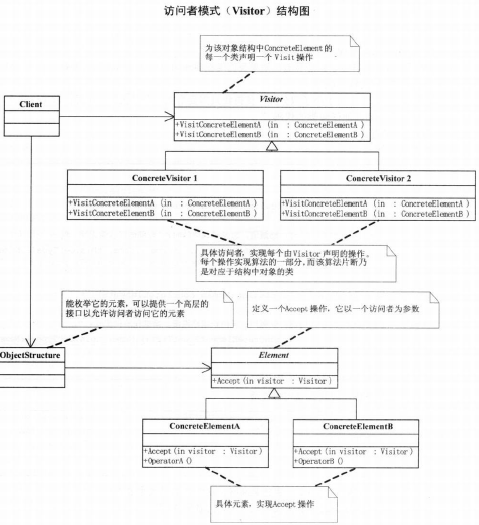 访问者模式（Visitor）结构图
为该对象结构中ConcreteElement的
每一个类声明一个 Visit 操作
Client
Visitor
+VisitConcreteElementA (in : ConcreteElementA )
+VisitConcreteElementB (in : ConcreteElementB )
ConcreteVisitor 1
+VisitConcreteElementA (in : ConcreteElementA )
+VisitConcreteElementB (in : ConcreteElementB )
ConcreteVisitor 2
+VisitConcreteElementA (in : ConcreteElementA )
+VisitConcreteElementB (in : ConcreteElementB )
具体访问者，实现每个由Visitor 声明的操作。
每个操作实现算法的一部分，而该算法片断乃
是对应于结构中对象的类
能枚举它的元素，可以提供一个高层的
接口以允许访问者访问它的元素
定义一个Accept 操作，它以一个访问者为参数
ObjectStructure
Element
+Accept(in visitor : Visitor)
ConcreteElementA
+Accept(in visitor : Visitor)
+OperatorA()
ConcreteElementB
+Accept(in visitor : Visitor)
+OperatorB()
具体元素，实现Accept 操作